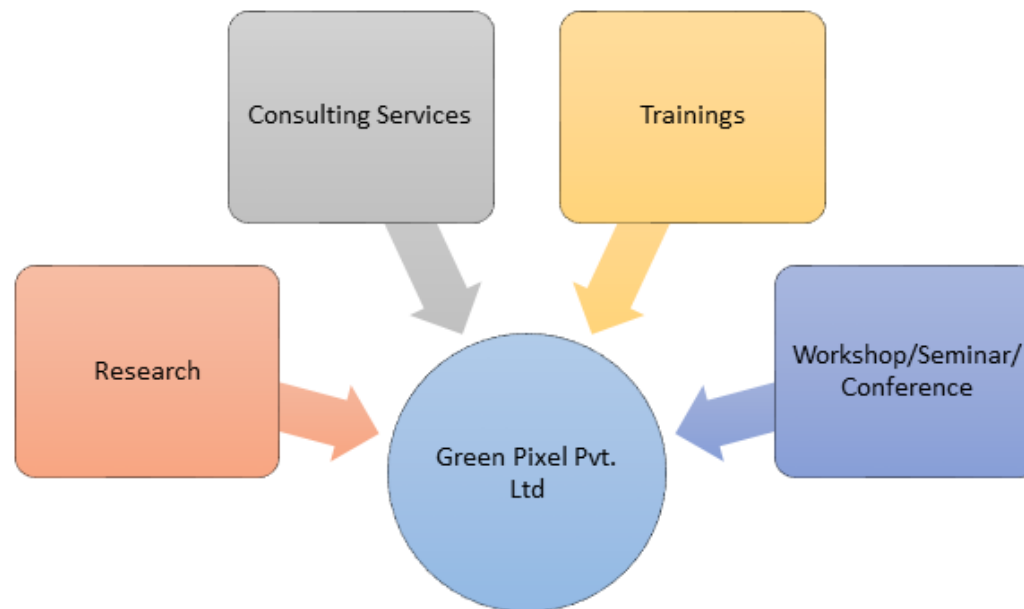 Consulting Services
Trainings
Research
Workshop/Seminar/
Conference
Green Pixel Pvt.
Ltd